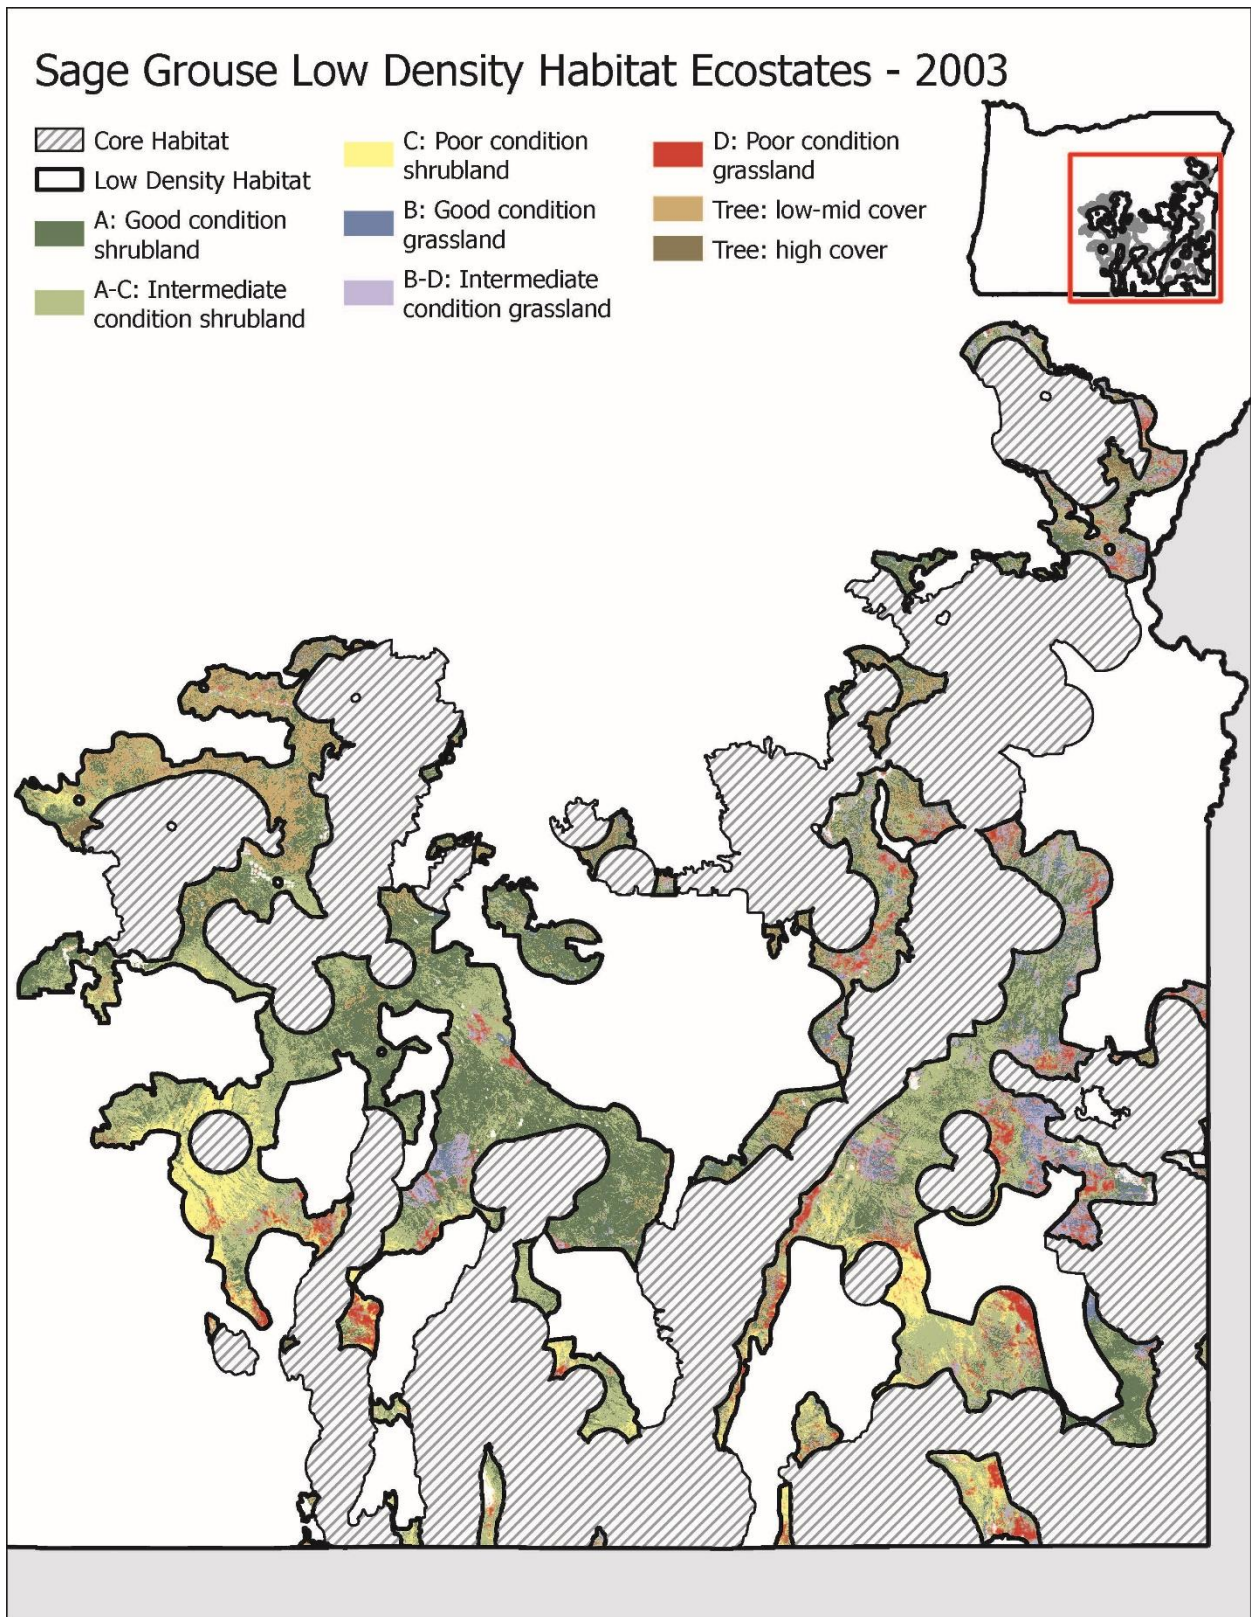 Sage Grouse Low Density Habitat Ecostates - 2003
Core Habitat
Low Density Habitat
A: Good condition
shrubland
A-C: Intermediate
condition shrubland
C: Poor condition
shrubland
B: Good condition
grassland
B-D: Intermediate
condition grassland
D: Poor condition
grassland
Tree: low-mid cover
Tree: high cover